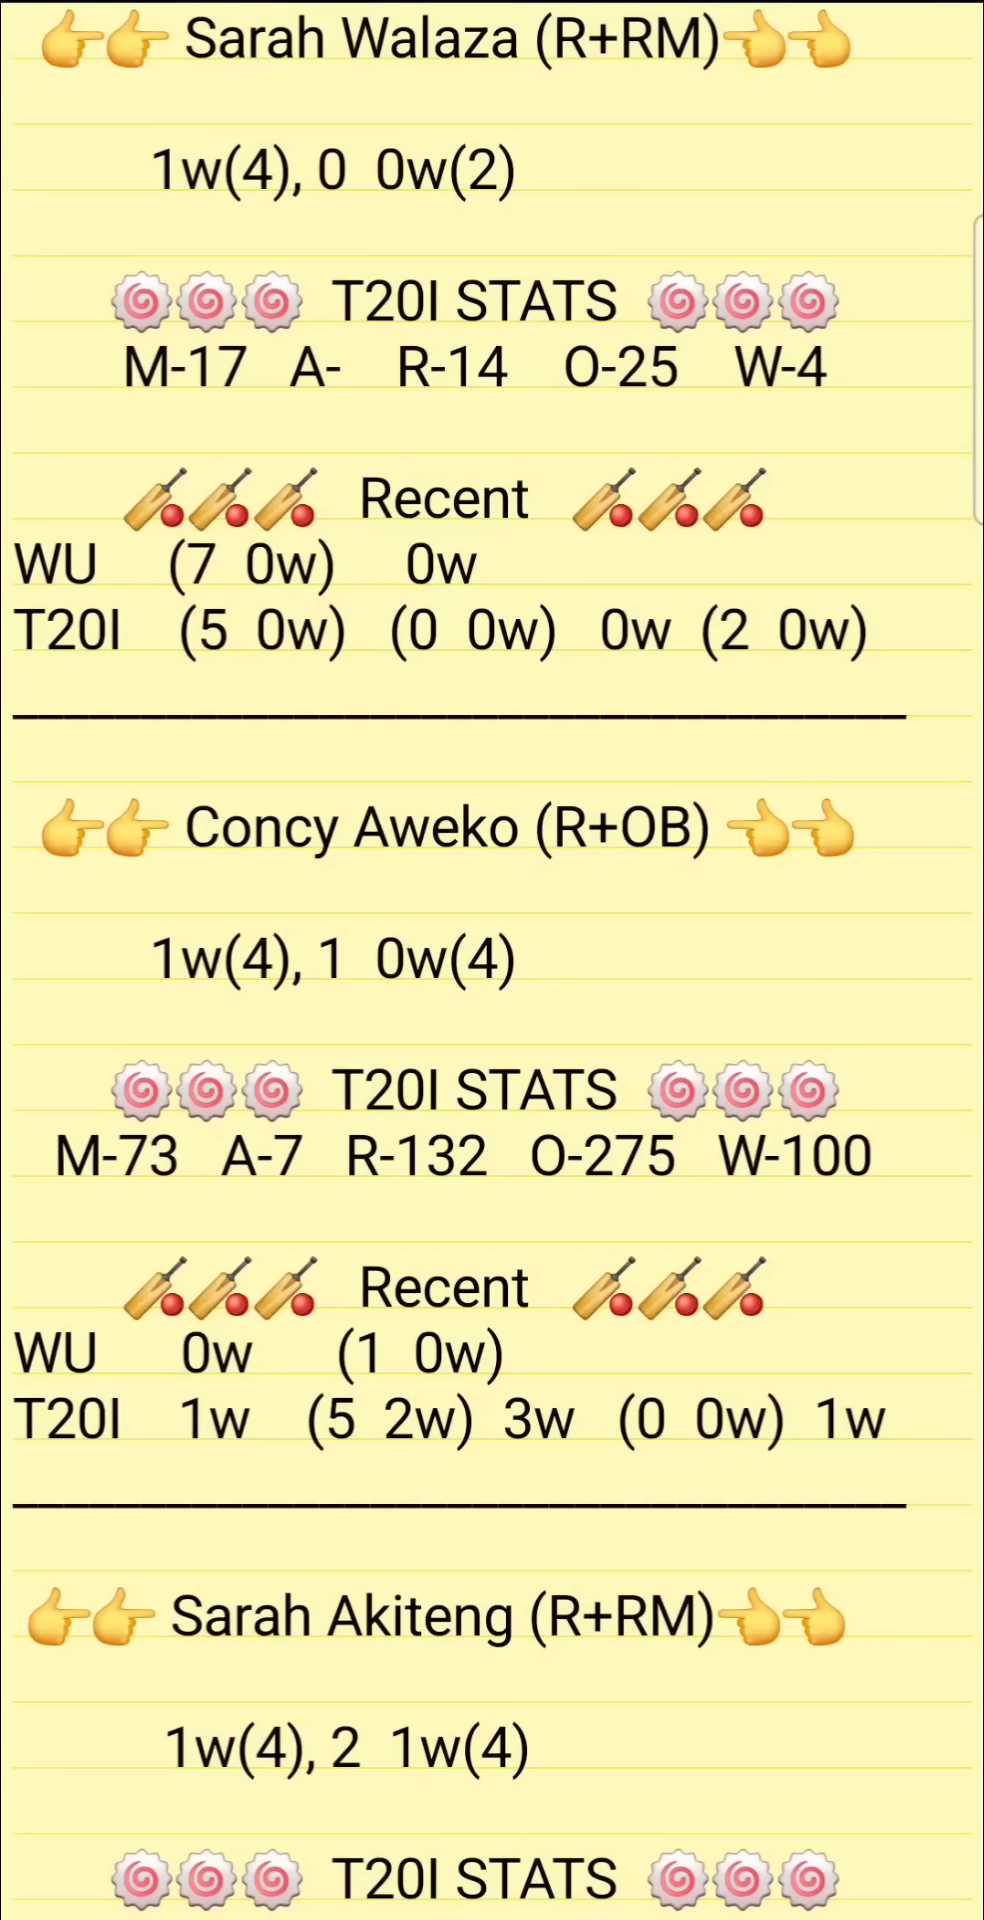 👉👉 Sarah Walaza (R+RM)👈👈
1w(4), 0  0w(2)
🍥🍥🍥  T20I STATS  🍥🍥🍥
M-17   A-    R-14    O-25    W-4
🏏🏏🏏   Recent   🏏🏏🏏
WU     (7  0w)     0w
T20I    (5  0w)   (0  0w)   0w  (2  0w)
___________________________________
👉👉 Concy Aweko (R+OB) 👈👈
1w(4), 1  0w(4)
🍥🍥🍥  T20I STATS  🍥🍥🍥
M-73   A-7   R-132   O-275   W-100
🏏🏏🏏   Recent   🏏🏏🏏
WU      0w      (1  0w)
T20I    1w    (5  2w)  3w   (0  0w)  1w
___________________________________
👉👉 Sarah Akiteng (R+RM)👈👈
1w(4), 2  1w(4)
🍥🍥🍥  T20I STATS  🍥🍥🍥